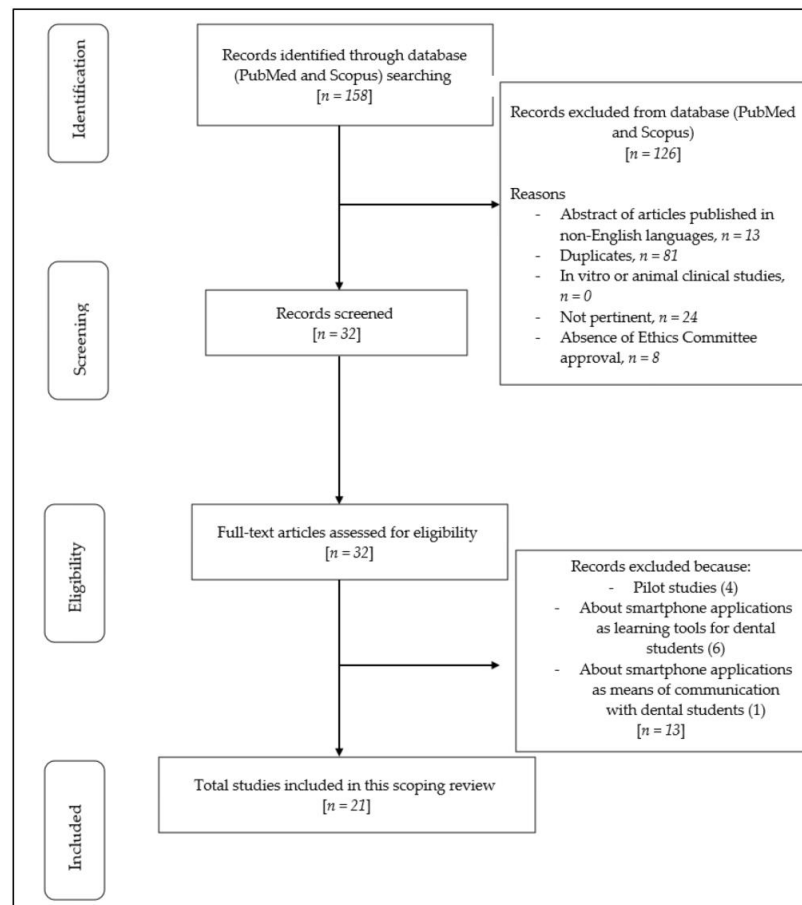 Identification
Records identified through database
(PubMed and Scopus) searching
[n = 158]
Records excluded from database (PubMed
and Scopus)
[n = 126]
Reasons
- Abstract of articles published in
non-English languages, n = 13
- Duplicates, n = 81
- In vitro or animal clinical studies,
n = 0
- Not pertinent, n = 24
- Absence of Ethics Committee
approval, n = 8
Screening
Records screened
[n = 32]
Eligibility
Full-text articles assessed for eligibility
[n = 32]
Records excluded because:
- Pilot studies (4)
- About smartphone applications
as learning tools for dental
students (6)
- About smartphone applications
as means of communication
with dental students (1)
[n = 13]
Included
Total studies included in this scoping review
[n = 21]